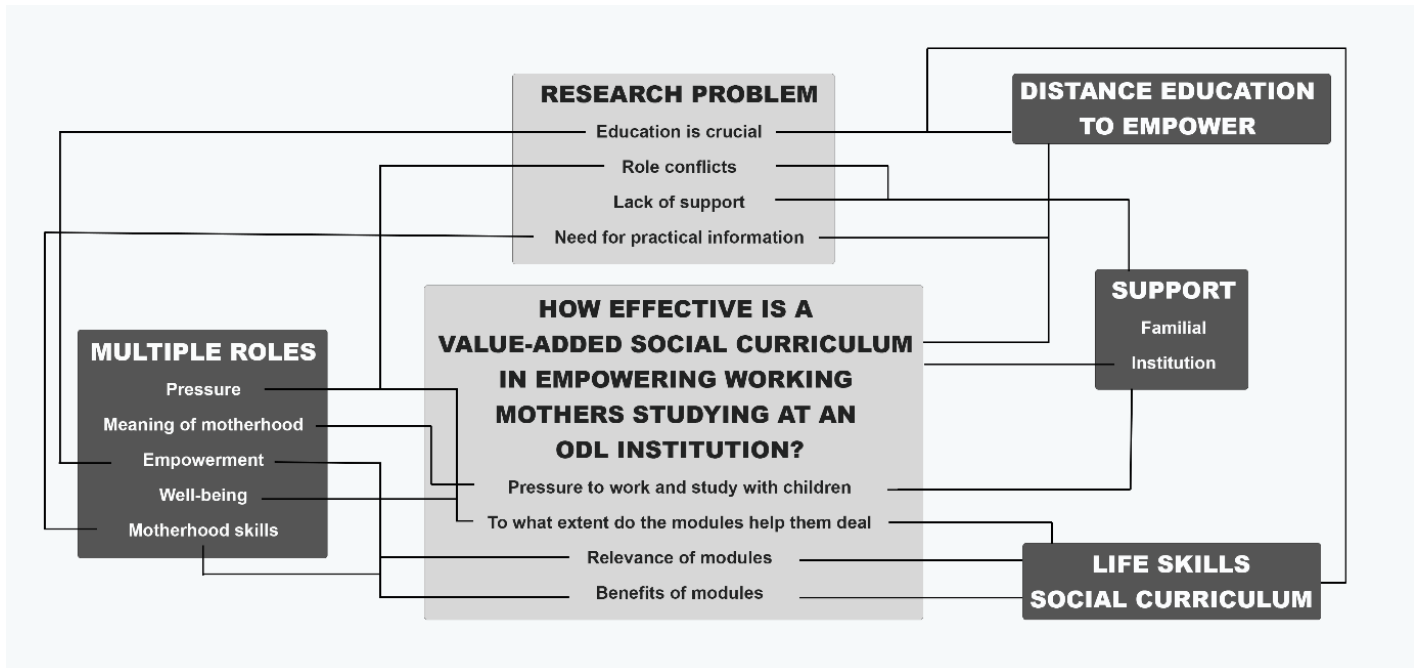 RESEARCH PROBLEM
Education is crucial
Role conflicts
Lack of support
Need for practical information
DISTANCE EDUCATION
TO EMPOWER
SUPPORT
Familial
Institution
MULTIPLE ROLES
Pressure
Meaning of motherhood
Empowerment
Well-being
Motherhood skills
HOW EFFECTIVE IS A
VALUE-ADDED SOCIAL CURRICULUM
IN EMPOWERING WORKING
MOTHERS STUDYING AT AN
ODL INSTITUTION?
Pressure to work and study with children
To what extent do the modules help them deal
Relevance of modules
Benefits of modules
LIFE SKILLS
SOCIAL CURRICULUM